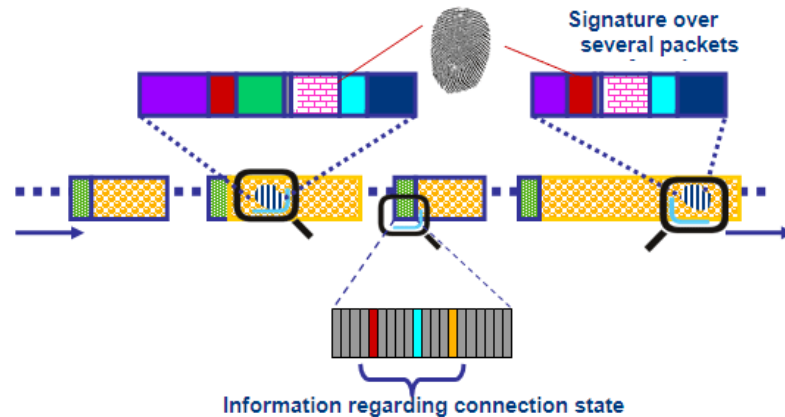 Signature over
several packets
Information regarding connection state